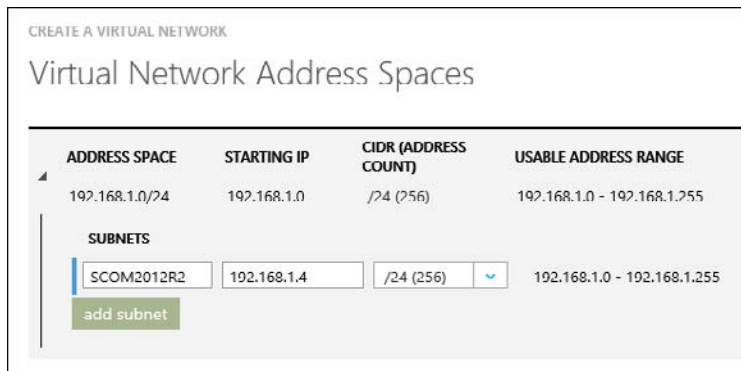 CREATE A VIRTUAL NETWORK
Virtual Network Address Spaces
ADDRESS SPACE STARTING IP CIDR (ADDRESS COUNT) USABLE ADDRESS RANGE
192.168.1.0/24 192.168.1.0 /24 (256) 192.168.1.0 - 192.168.1.255
SUBNETS
SCOM2012R2 192.168.1.4 /24 (256) 192.168.1.0 - 192.168.1.255
add subnet